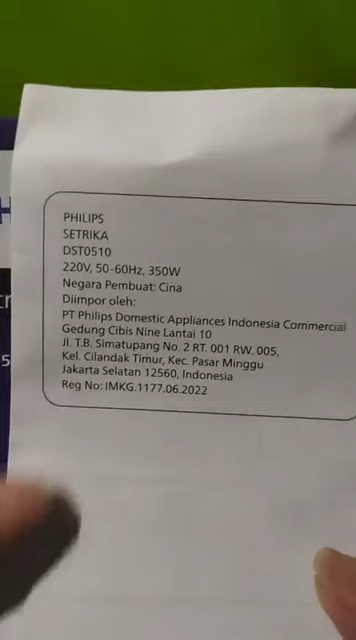 PHILIPS
SETRIKA
DST0510
220V, 50-60Hz, 350W
Negara Pembuat: Cina
Diimpor oleh:
PT Philips Domestic Appliances Indonesia Commercial
Gedung Cibis Nine Lantai 10
Jl. T.B. Simatupang No. 2 RT. 001 RW. 005,
Kel. Cilandak Timur, Kec. Pasar Minggu
Jakarta Selatan 12560, Indonesia
Reg No: IMKG.1177.06.2022